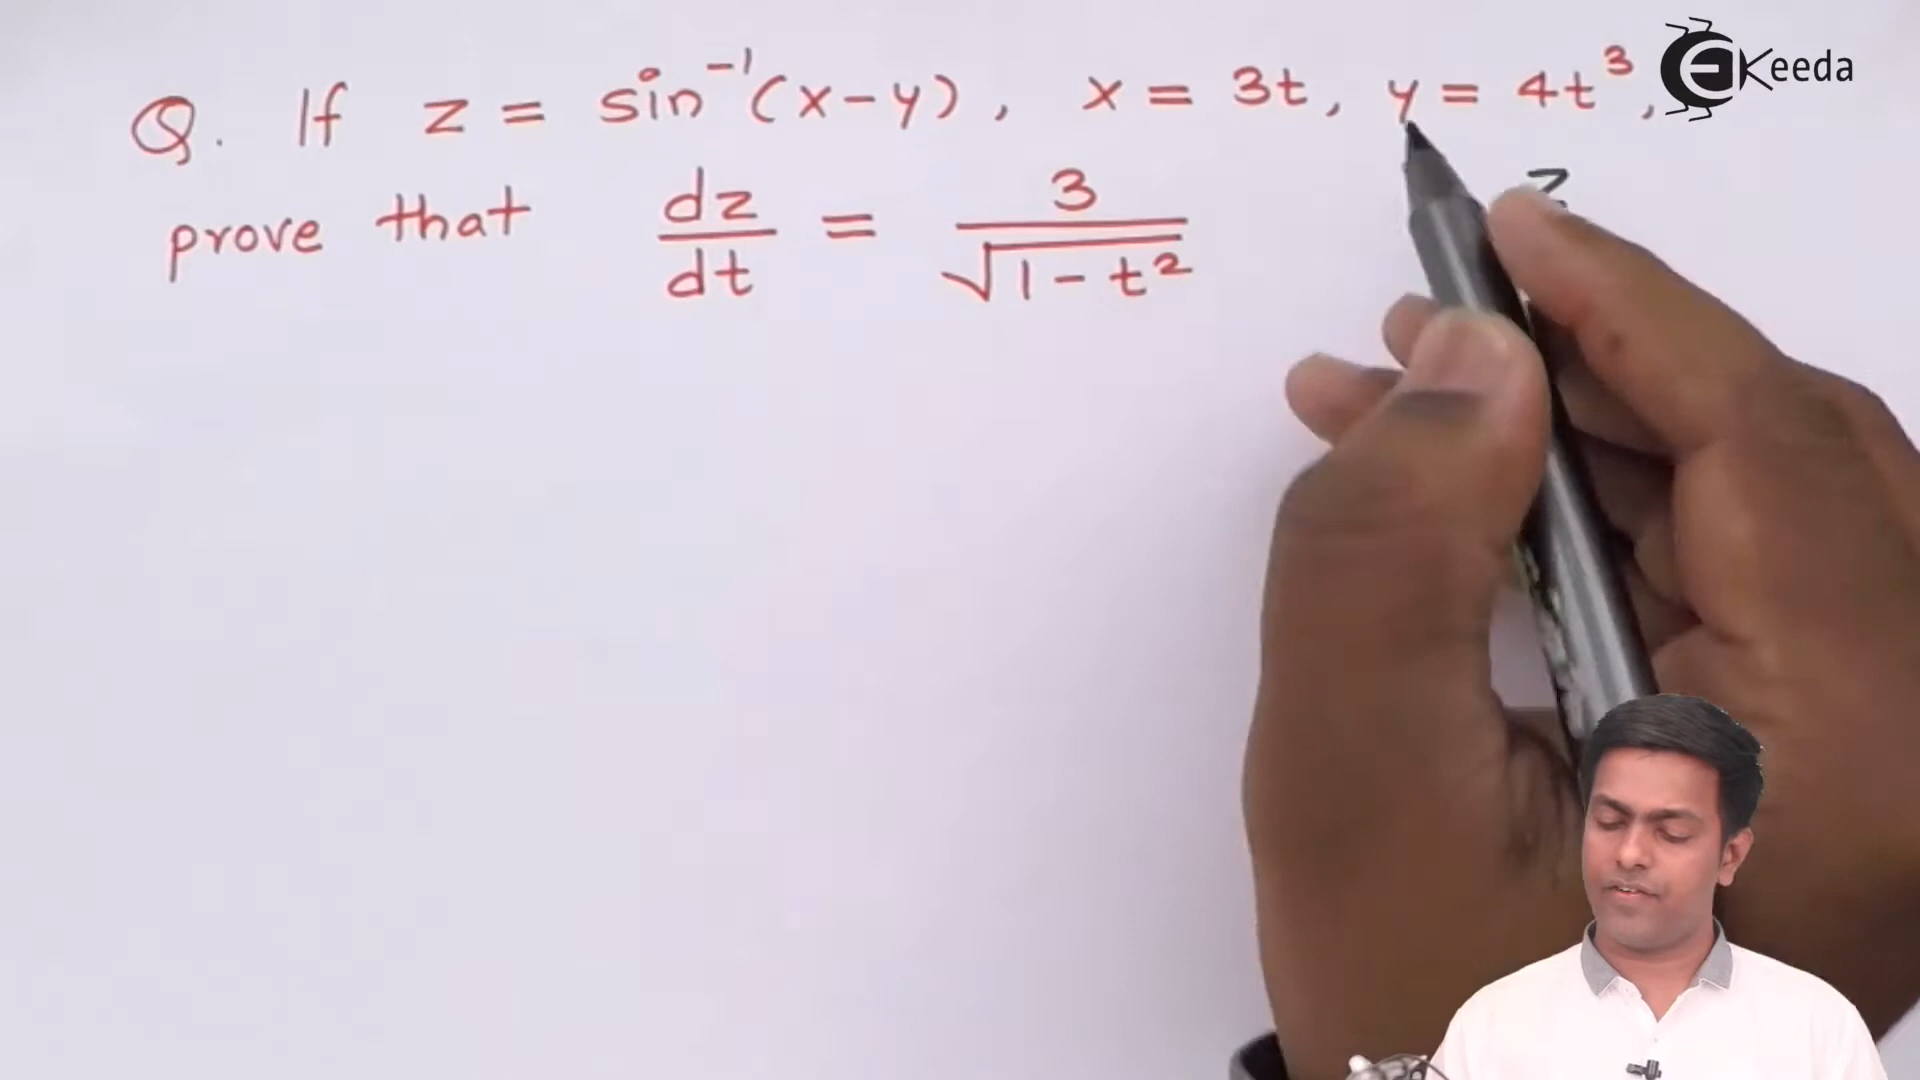 Q. If z = sin⁻¹(x-y), x = 3t, y = 4t³,
prove that dz/dt = 3/√(1-t²)
z
EKeeda